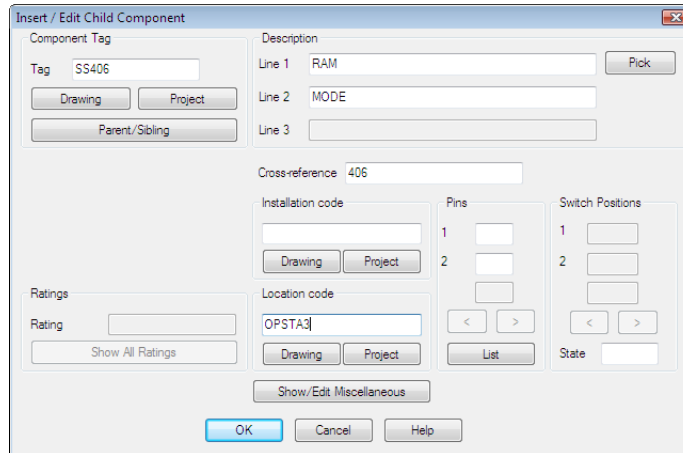 Insert / Edit Child Component
Component Tag
Tag SS406
Drawing Project
Parent/Sibling
Description
Line 1 RAM Pick
Line 2 MODE
Line 3
Cross-reference 406
Installation code
Drawing Project
Pins
1
2
< >
List
Switch Positions
1
2
< >
State
Ratings
Rating
Show All Ratings
Location code
OPSTA3
Drawing Project
Show/Edit Miscellaneous
OK Cancel Help